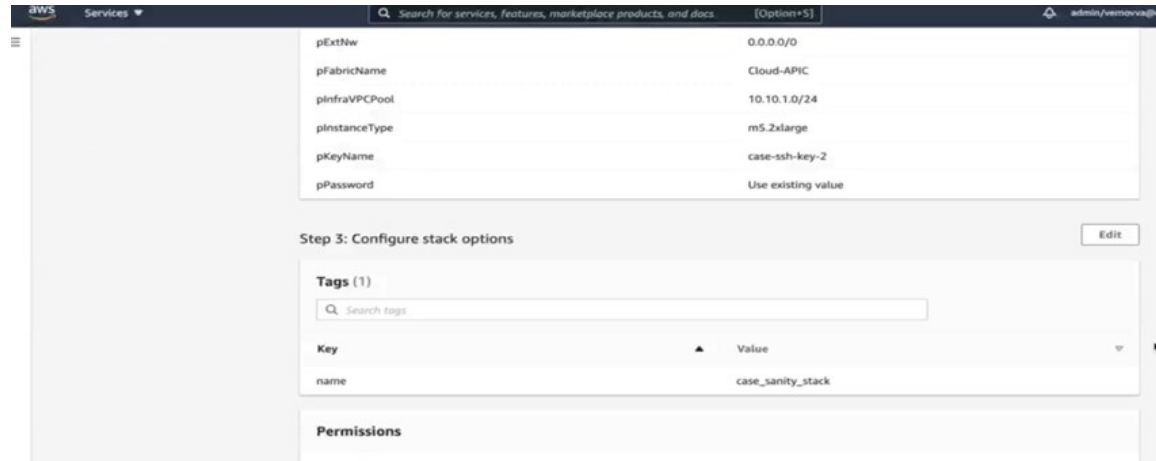 aws Services ▼ Search for services, features, marketplace products, and docs [Option+S]
pExtNw 0.0.0.0/0
pFabricName Cloud-APIC
pInfraVPCPool 10.10.1.0/24
pInstanceType m5.2xlarge
pKeyName case-ssh-key-2
pPassword Use existing value
Step 3: Configure stack options Edit
Tags (1)
Search tags
Key ▲ Value ▽
name case_sanity_stack
Permissions